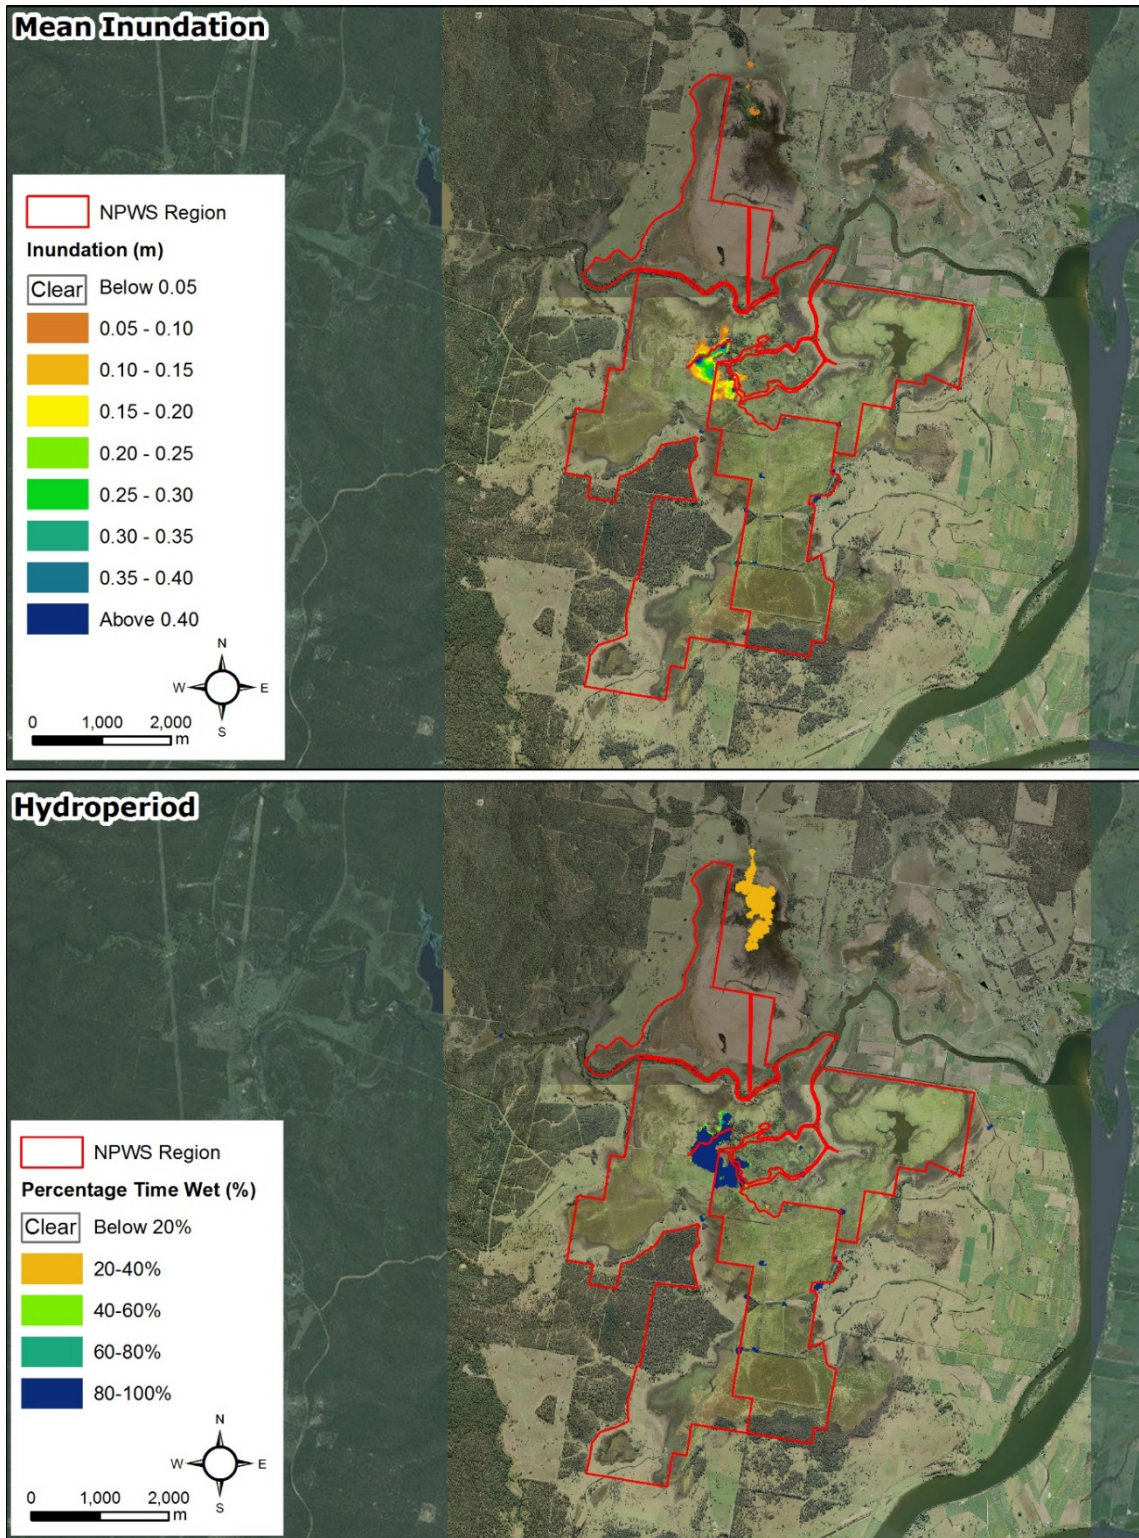 Mean Inundation
NPWS Region
Inundation (m)
Clear Below 0.05
0.05 - 0.10
0.10 - 0.15
0.15 - 0.20
0.20 - 0.25
0.25 - 0.30
0.30 - 0.35
0.35 - 0.40
Above 0.40
N
W E
S
0 1,000 2,000
m
Hydroperiod
NPWS Region
Percentage Time Wet (%)
Clear Below 20%
20-40%
40-60%
60-80%
80-100%
N
W E
S
0 1,000 2,000
m